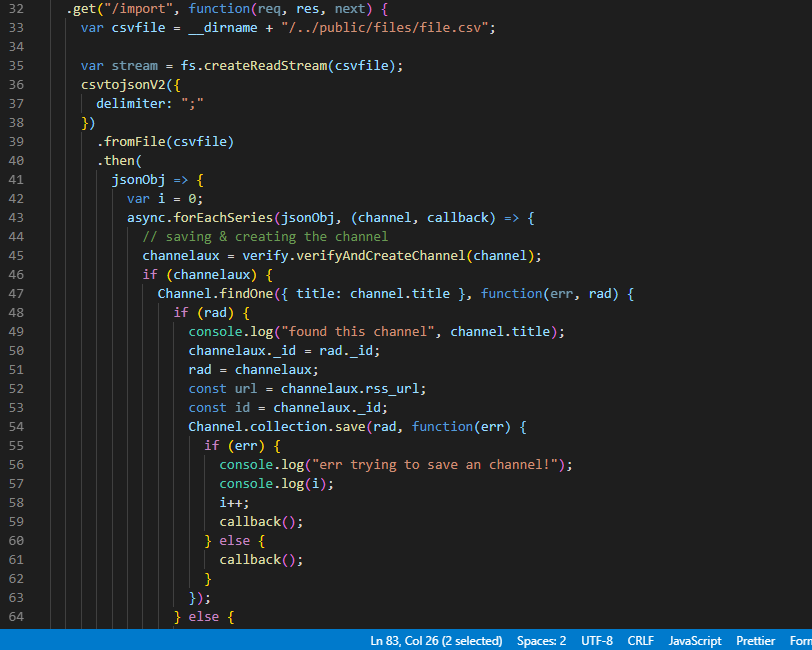 32 .get("/import", function(req, res, next) {
33 var csvfile = __dirname + "/../public/files/file.csv";
34
35 var stream = fs.createReadStream(csvfile);
36 csvtojsonV2({
37 delimiter: ";"
38 })
39 .fromFile(csvfile)
40 .then(
41 jsonObj => {
42 var i = 0;
43 async.forEachSeries(jsonObj, (channel, callback) => {
44 // saving & creating the channel
45 channelaux = verify.verifyAndCreateChannel(channel);
46 if (channelaux) {
47 Channel.findOne({ title: channel.title }, function(err, rad) {
48 if (rad) {
49 console.log("found this channel", channel.title);
50 channelaux._id = rad._id;
51 rad = channelaux;
52 const url = channelaux.rss_url;
53 const id = channelaux._id;
54 Channel.collection.save(rad, function(err) {
55 if (err) {
56 console.log("err trying to save an channel!");
57 console.log(i);
58 i++;
59 callback();
60 } else {
61 callback();
62 }
63 });
64 } else {
Ln 83, Col 26 (2 selected) Spaces: 2 UTF-8 CRLF JavaScript Prettier Form